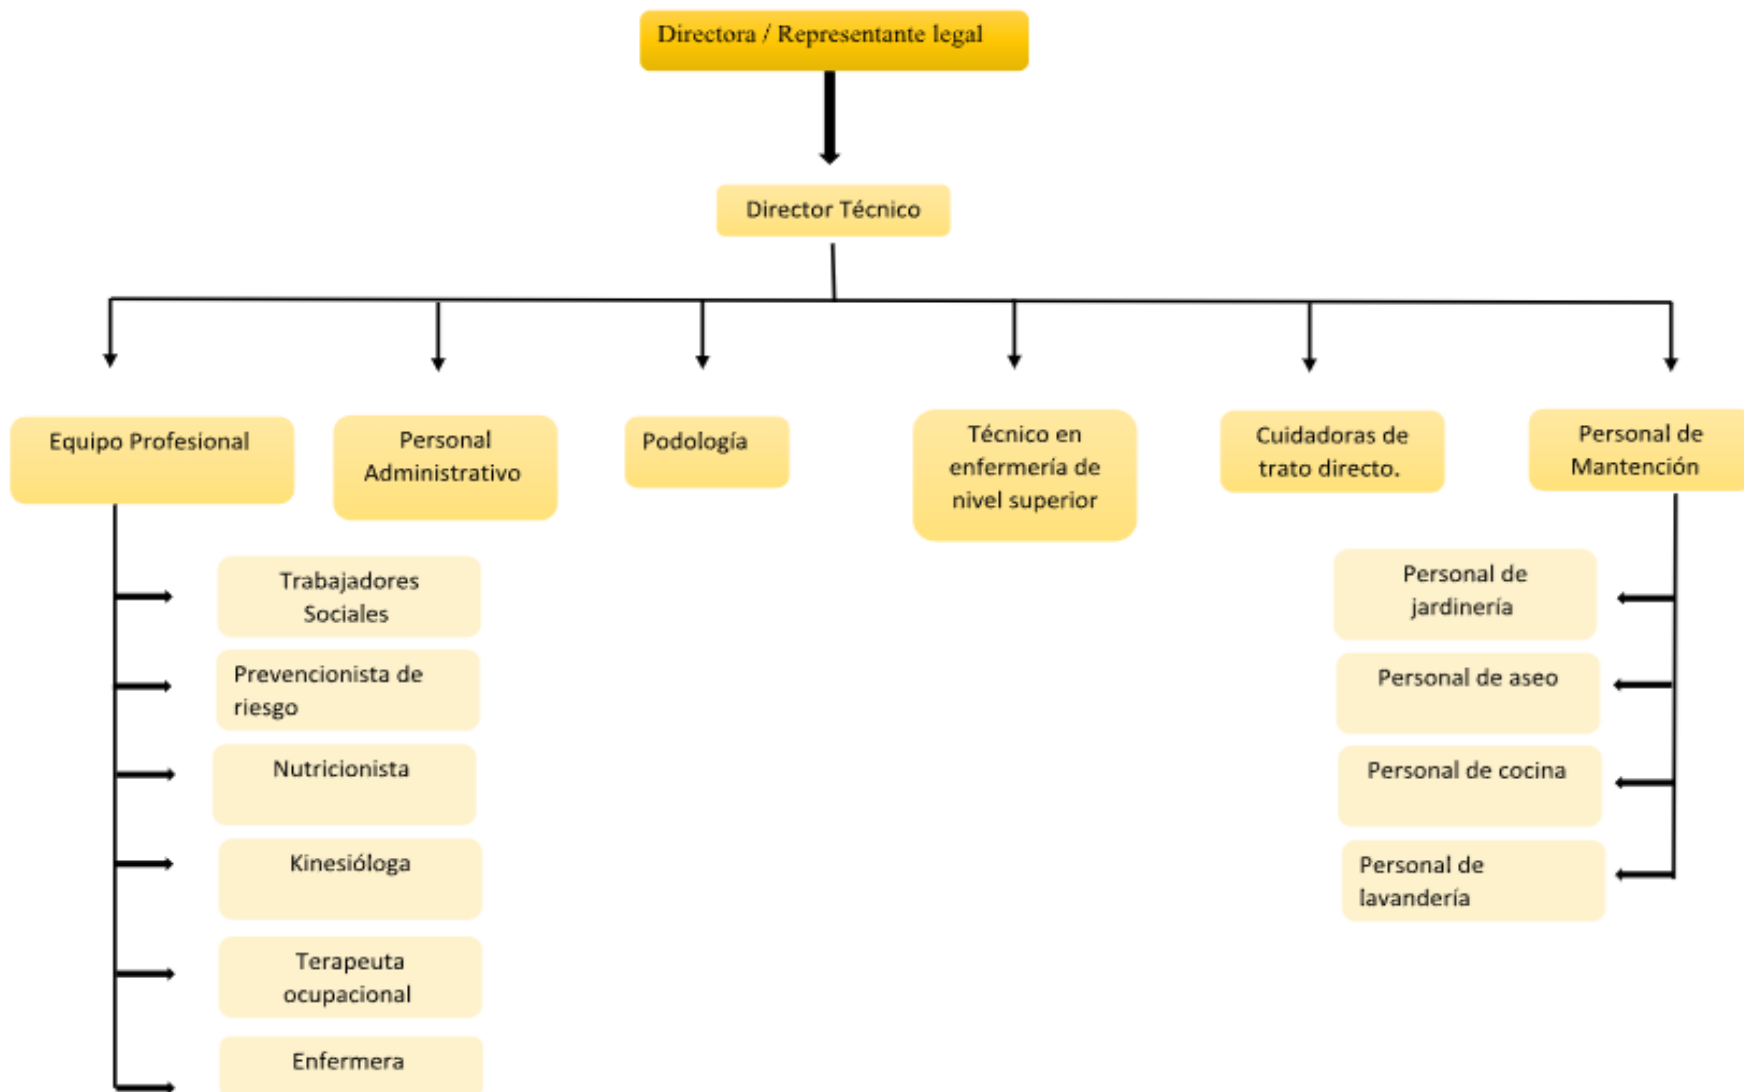 Directora / Representante legal
Director Técnico
Equipo Profesional
Personal
Administrativo
Podología
Técnico en
enfermería de
nivel superior
Cuidadoras de
trato directo.
Personal de
Mantención
Trabajadores
Sociales
Prevencionista de
riesgo
Nutricionista
Kinesióloga
Terapeuta
ocupacional
Enfermera
Personal de
jardinería
Personal de aseo
Personal de cocina
Personal de
lavandería